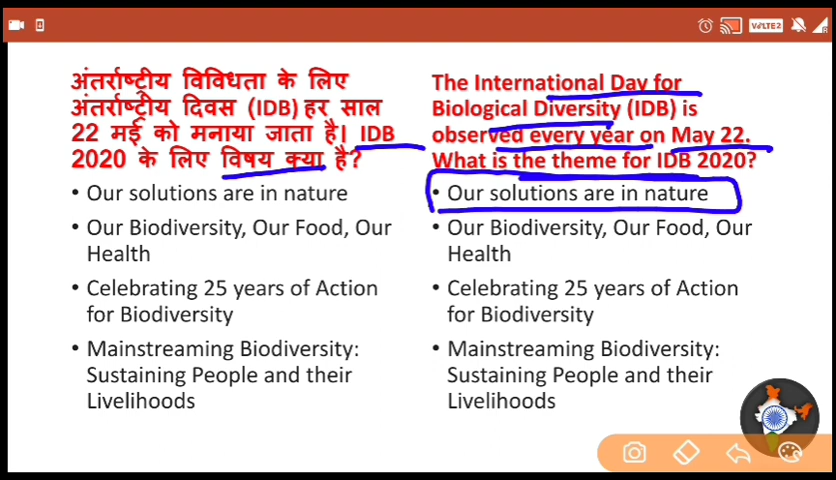 VoLTE2
अंतर्राष्ट्रीय विविधता के लिए
अंतर्राष्ट्रीय दिवस (IDB) हर साल
22 मई को मनाया जाता है। IDB
2020 के लिए विषय क्या है?
• Our solutions are in nature
• Our Biodiversity, Our Food, Our
Health
• Celebrating 25 years of Action
for Biodiversity
• Mainstreaming Biodiversity:
Sustaining People and their
Livelihoods
The International Day for
Biological Diversity (IDB) is
observed every year on May 22.
What is the theme for IDB 2020?
• Our solutions are in nature
• Our Biodiversity, Our Food, Our
Health
• Celebrating 25 years of Action
for Biodiversity
• Mainstreaming Biodiversity:
Sustaining People and their
Livelihoods